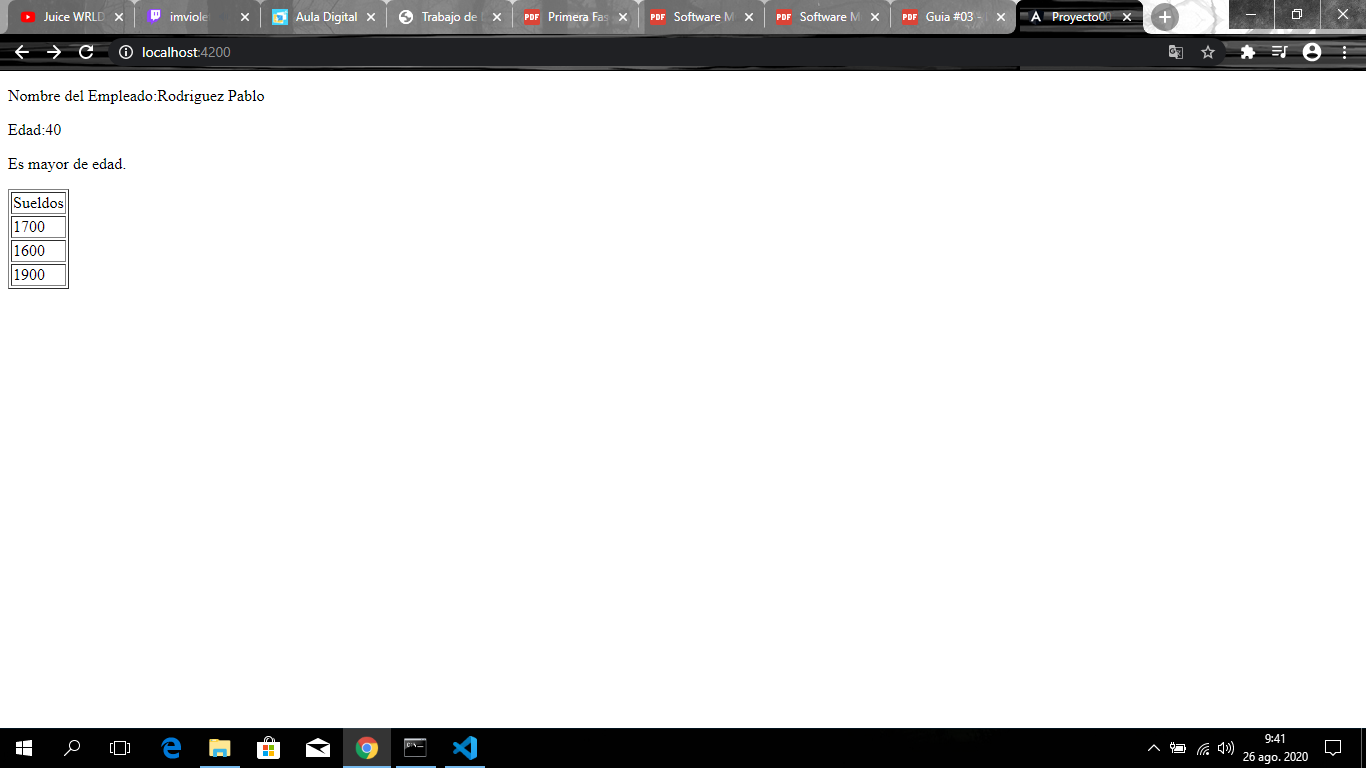 Juice WRLD
imviole
Aula Digital
Trabajo de
Primera Fas
Software M
Software M
Guia #03 -
Proyecto00
localhost:4200
Nombre del Empleado:Rodriguez Pablo
Edad:40
Es mayor de edad.
Sueldos
1700
1600
1900
9:41
26 ago. 2020